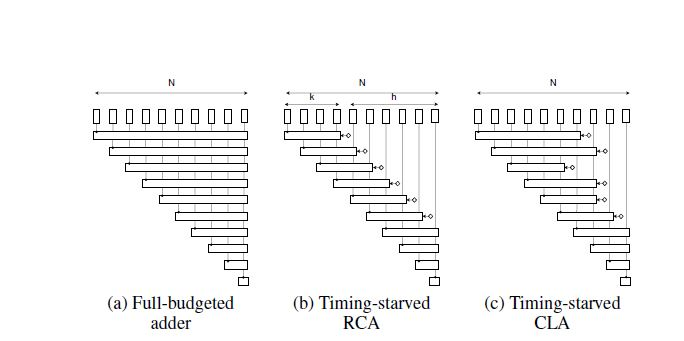 N
N
N
k
h
(a) Full-budgeted
adder
(b) Timing-starved
RCA
(c) Timing-starved
CLA